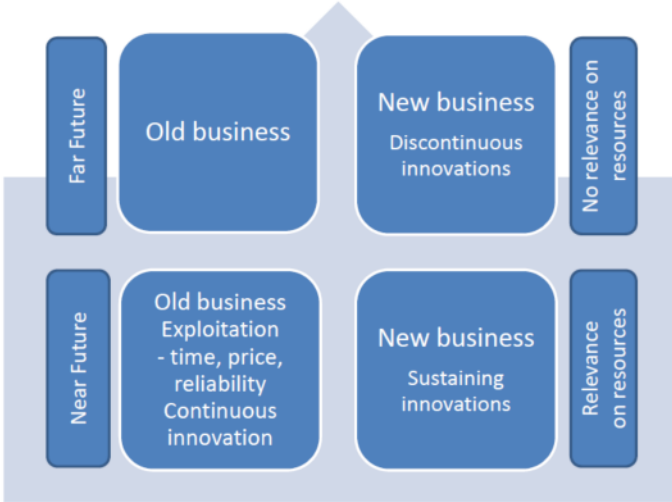 Far Future
Old business
New business
Discontinuous
innovations
No relevance on
resources
Near Future
Old business
Exploitation
- time, price,
reliability
Continuous
innovation
New business
Sustaining
innovations
Relevance
on resources